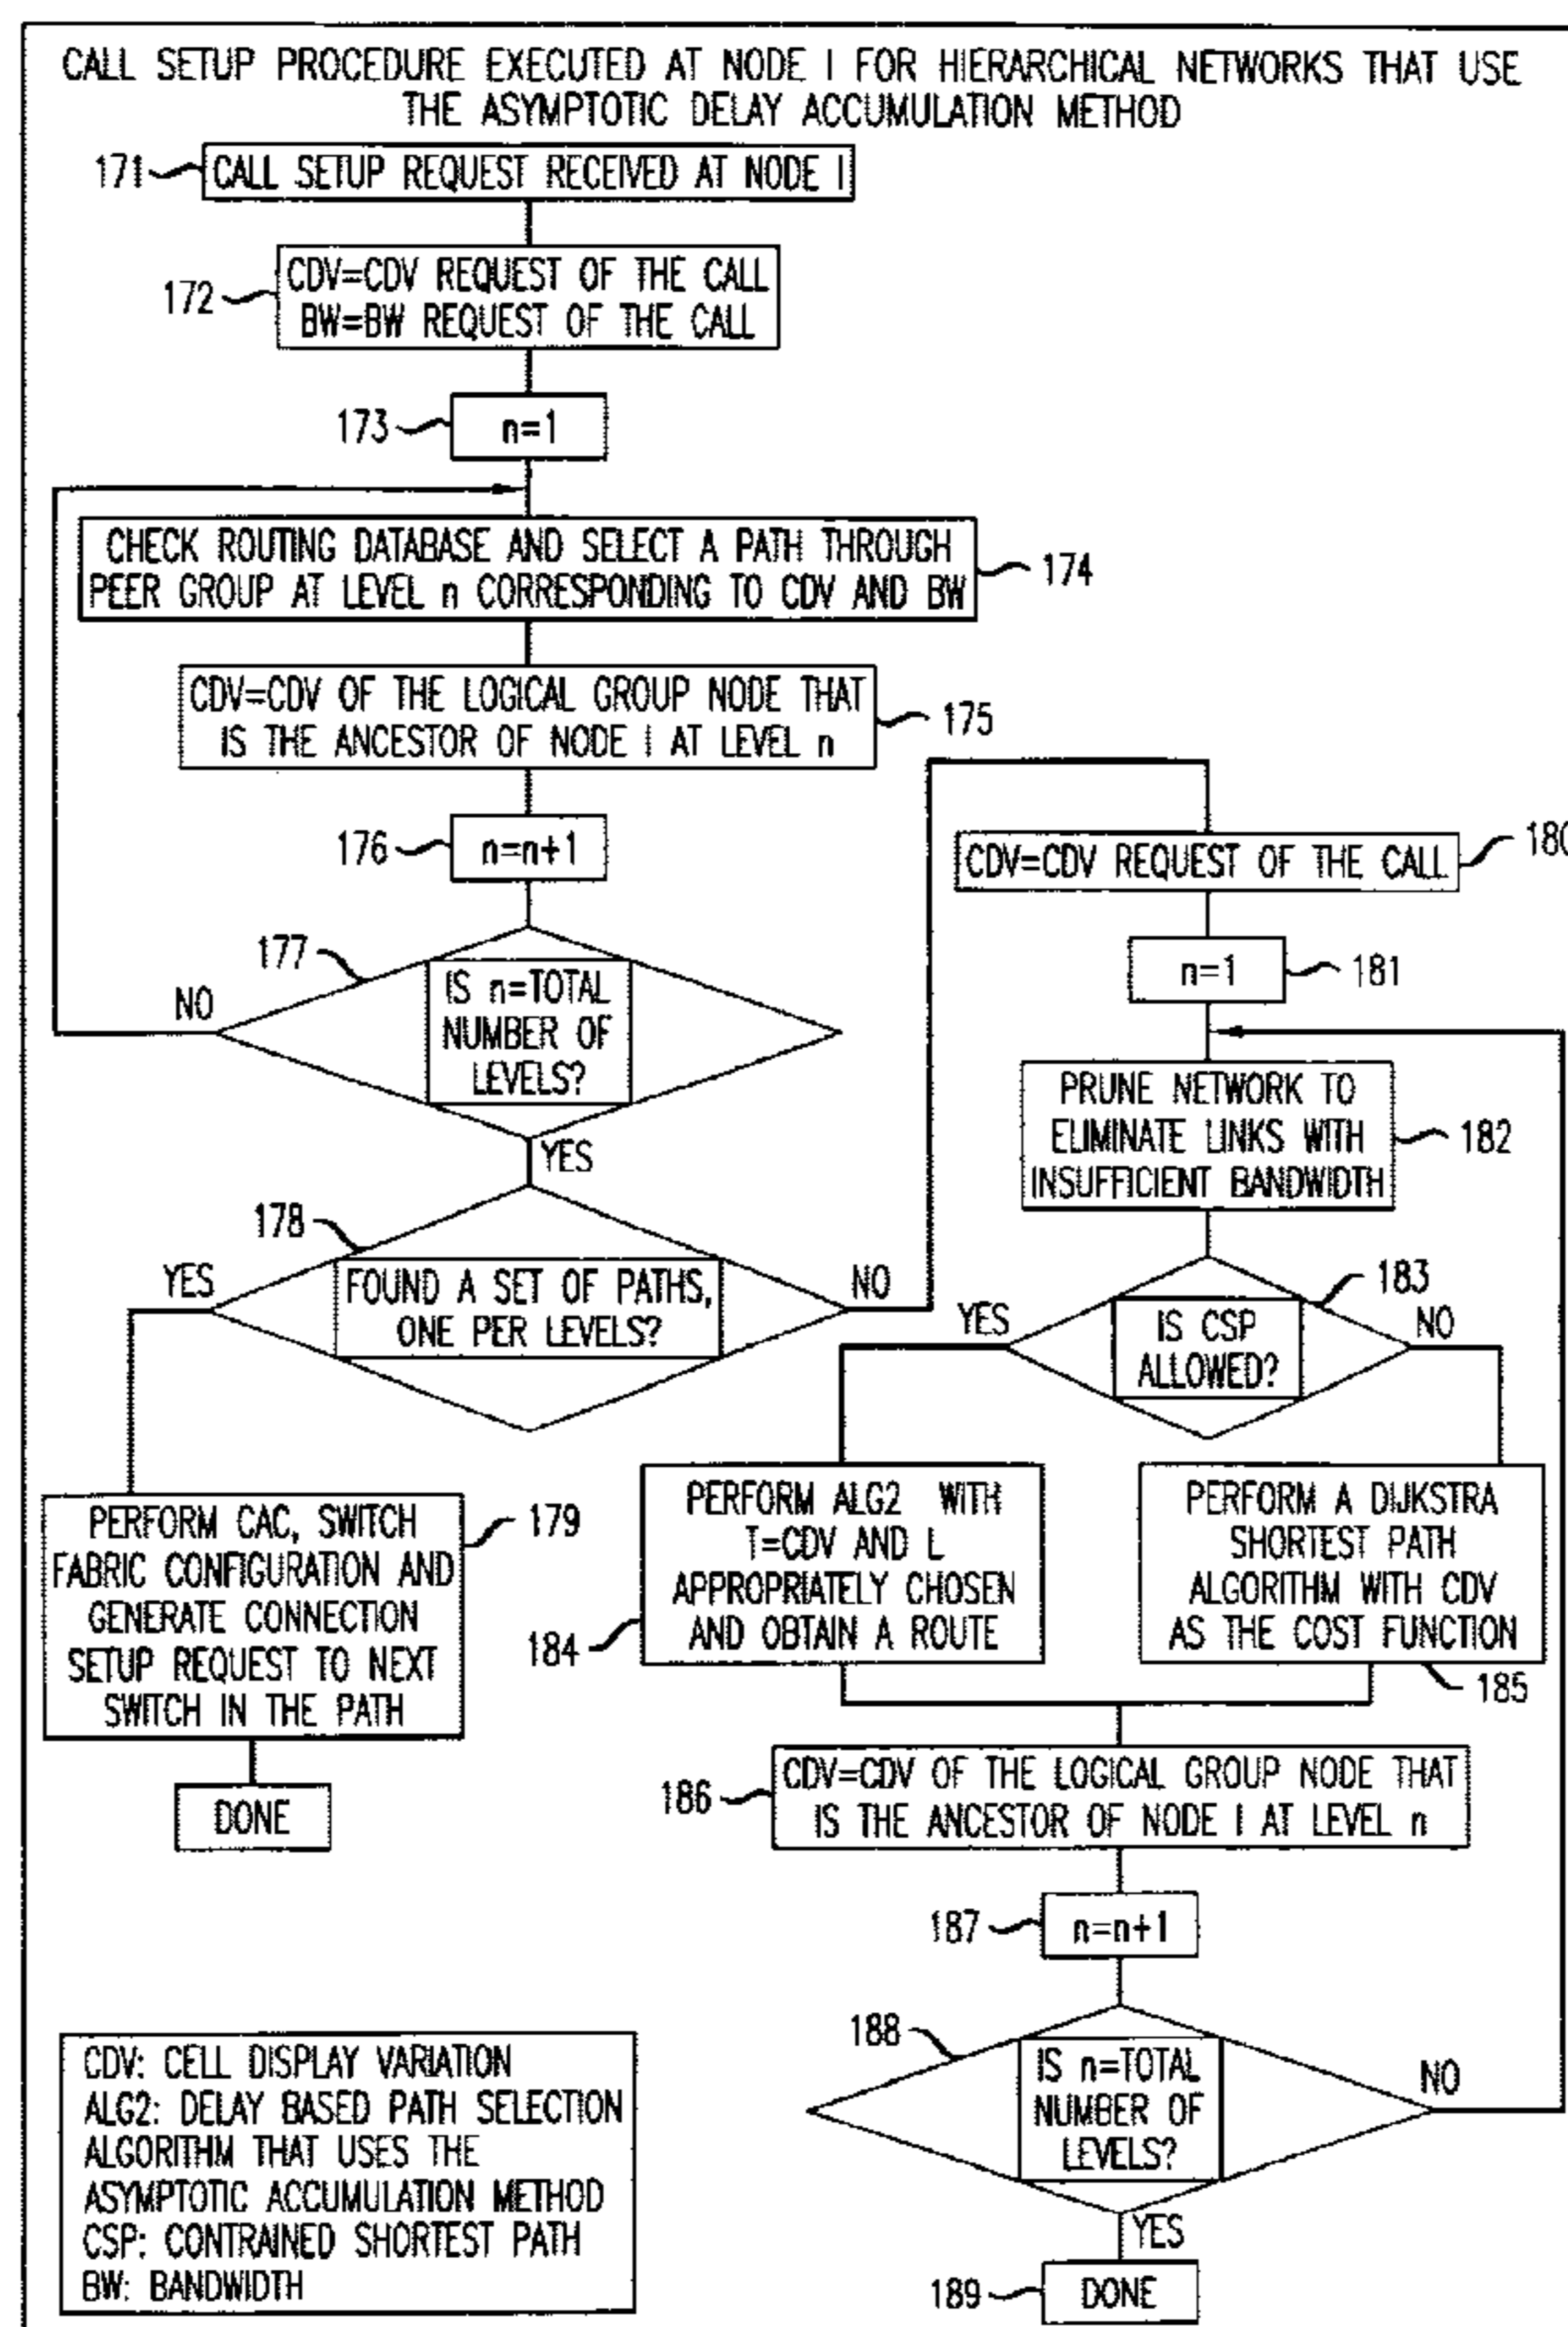 CALL SETUP PROCEDURE EXECUTED AT NODE I FOR HIERARCHICAL NETWORKS THAT USE
THE ASYMPTOTIC DELAY ACCUMULATION METHOD
171
CALL SETUP REQUEST RECEIVED AT NODE I
172
CDV=CDV REQUEST OF THE CALL
BW=BW REQUEST OF THE CALL
173
n=1
CHECK ROUTING DATABASE AND SELECT A PATH THROUGH
PEER GROUP AT LEVEL n CORRESPONDING TO CDV AND BW
174
CDV=CDV OF THE LOGICAL GROUP NODE THAT
IS THE ANCESTOR OF NODE I AT LEVEL n
175
176
n=n+1
177
IS n=TOTAL
NUMBER OF
LEVELS?
NO
YES
178
FOUND A SET OF PATHS,
ONE PER LEVELS?
YES
NO
PERFORM CAC, SWITCH
FABRIC CONFIGURATION AND
GENERATE CONNECTION
SETUP REQUEST TO NEXT
SWITCH IN THE PATH
179
DONE
CDV=CDV REQUEST OF THE CALL
180
n=1
181
PRUNE NETWORK TO
ELIMINATE LINKS WITH
INSUFFICIENT BANDWIDTH
182
183
IS CSP
ALLOWED?
YES
NO
PERFORM ALG2 WITH
T=CDV AND L
APPROPRIATELY CHOSEN
AND OBTAIN A ROUTE
184
PERFORM A DIJKSTRA
SHORTEST PATH
ALGORITHM WITH CDV
AS THE COST FUNCTION
185
186
CDV=CDV OF THE LOGICAL GROUP NODE THAT
IS THE ANCESTOR OF NODE I AT LEVEL n
187
n=n+1
188
IS n=TOTAL
NUMBER OF
LEVELS?
NO
YES
189
DONE
CDV: CELL DISPLAY VARIATION
ALG2: DELAY BASED PATH SELECTION
ALGORITHM THAT USES THE
ASYMPTOTIC ACCUMULATION METHOD
CSP: CONTRAINED SHORTEST PATH
BW: BANDWIDTH